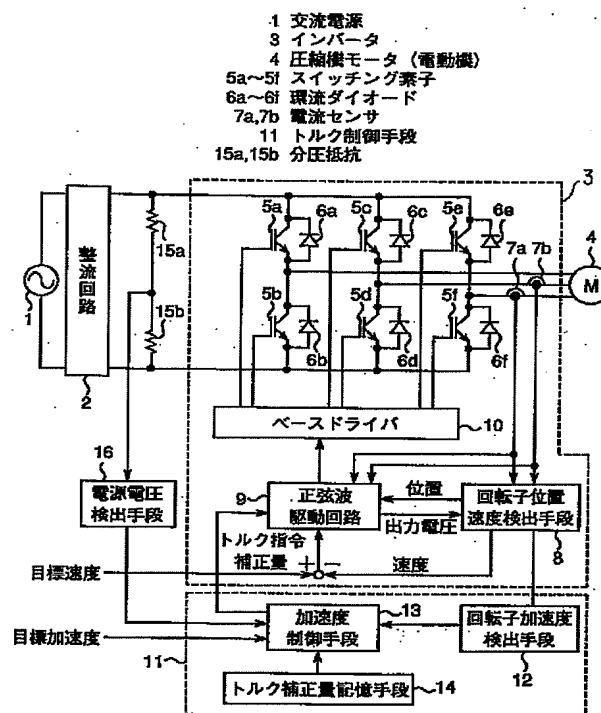 1 交流電源
3 インバータ
4 圧縮機モータ（電動機）
5a～5f スイッチング素子
6a～6f 環流ダイオード
7a,7b 電流センサ
11 トルク制御手段
15a,15b 分圧抵抗
3
5a
6a
5c
6c
5e
6e
7a 7b
4
M
整流回路
15a
1
15b
5b
6b
5d
6d
5f
6f
2
ベースドライバ
10
16
電源電圧
検出手段
9
正弦波
駆動回路
位置
出力電圧
回転子位置
速度検出手段
8
トルク指令
補正量
＋
－
速度
目標速度
加速度
制御手段
13
回転子加速度
検出手段
12
目標加速度
11
トルク補正量記憶手段
14